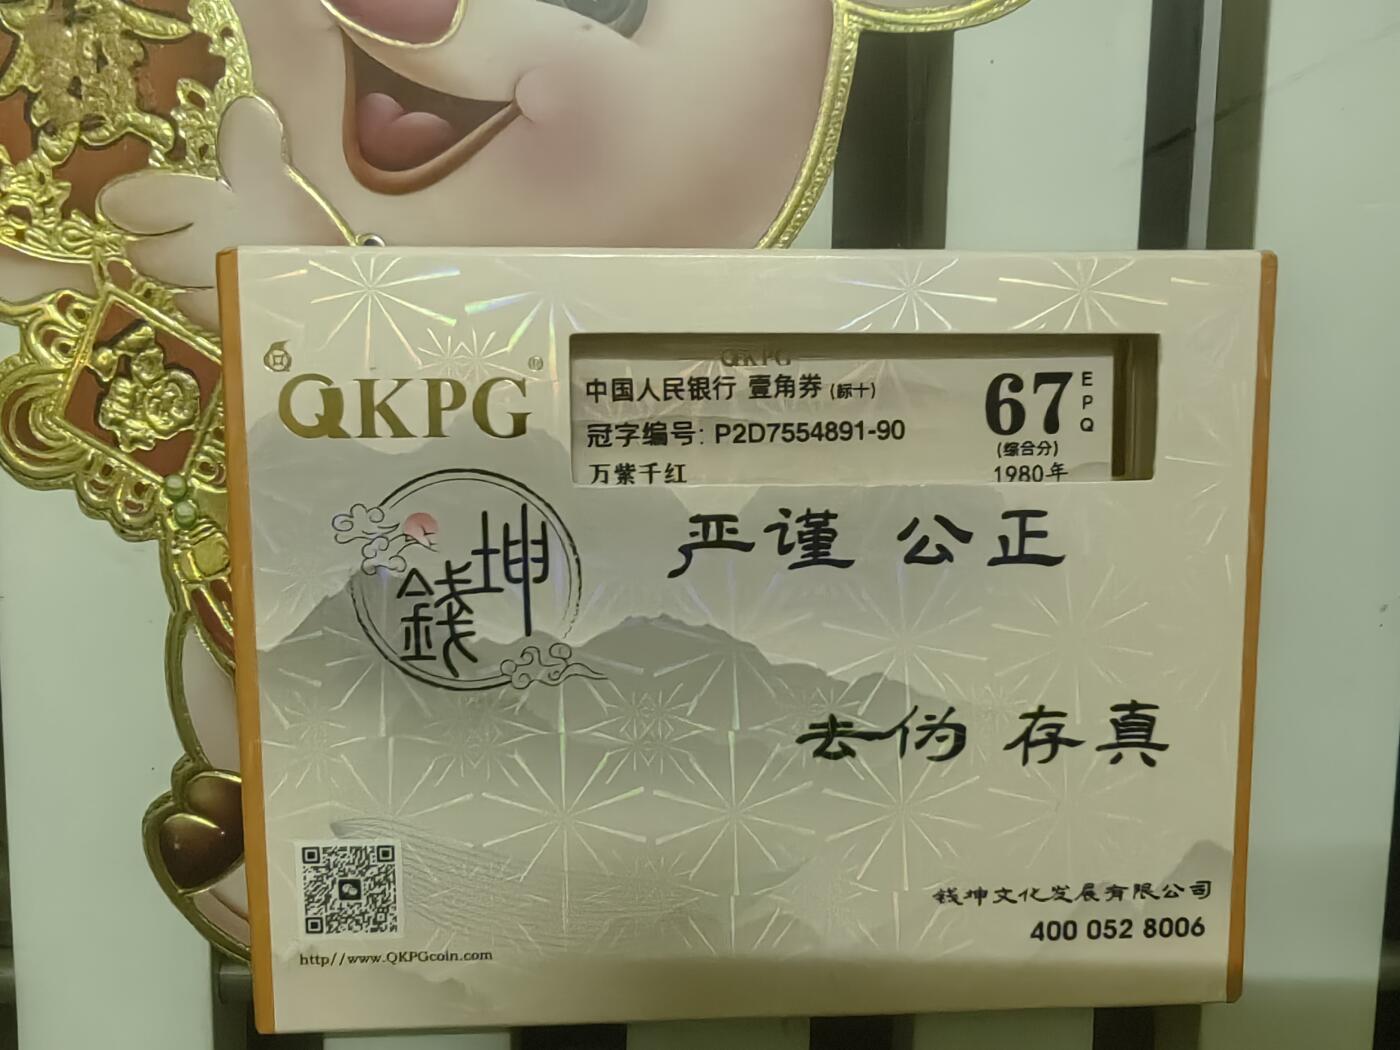 QKPG
QKPG®
中国人民银行 壹角券 (标十)
67 EPQ
冠字编号: P2D7554891-90
(综合分)
万紫千红
1980年
錢坤
严谨 公正
去伪 存真
钱坤文化发展有限公司
400 052 8006
http//www.QKPGcoin.com